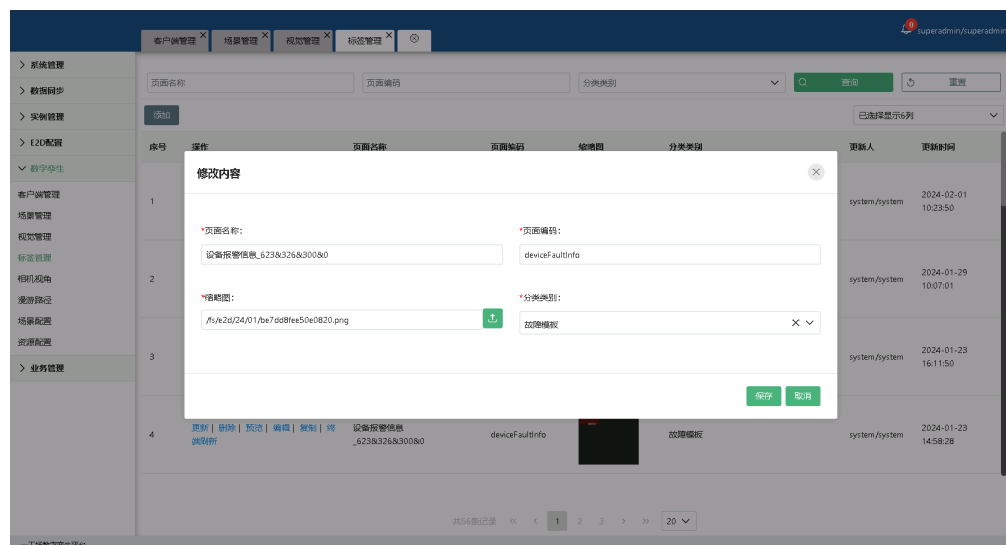 0
superadmin/superadmin
客户端管理 × 场景管理 × 视觉管理 × 标签管理 ×
> 系统管理
> 数据同步
> 实例管理
> E2D配置
数字孪生
客户端管理
场景管理
视觉管理
标签管理
相机视角
漫游路径
场景配置
资源配置
> 业务管理
页面名称 页面编码 分类类别 查询 重置
添加 已选择显示6列
序号 操作 页面名称 页面编码 缩略图 分类类别 更新人 更新时间
1 system/system 2024-02-01
10:23:50
2 system/system 2024-01-29
10:07:01
3 system/system 2024-01-23
16:11:50
修改内容 ×
*页面名称: *页面编码:
设备报警信息_623&326&300&0 deviceFaultInfo
*缩略图: *分类类别:
/fs/e2d/24/01/be7dd8fee50e0820.png 故障模板
保存 取消
4 更新 | 删除 | 预览 | 编辑 | 复制 | 终端刷新 设备报警信息_623&326&300&0 deviceFaultInfo 故障模板 system/system 2024-01-23
14:58:28
共56条记录 « < 1 2 3 > » 20